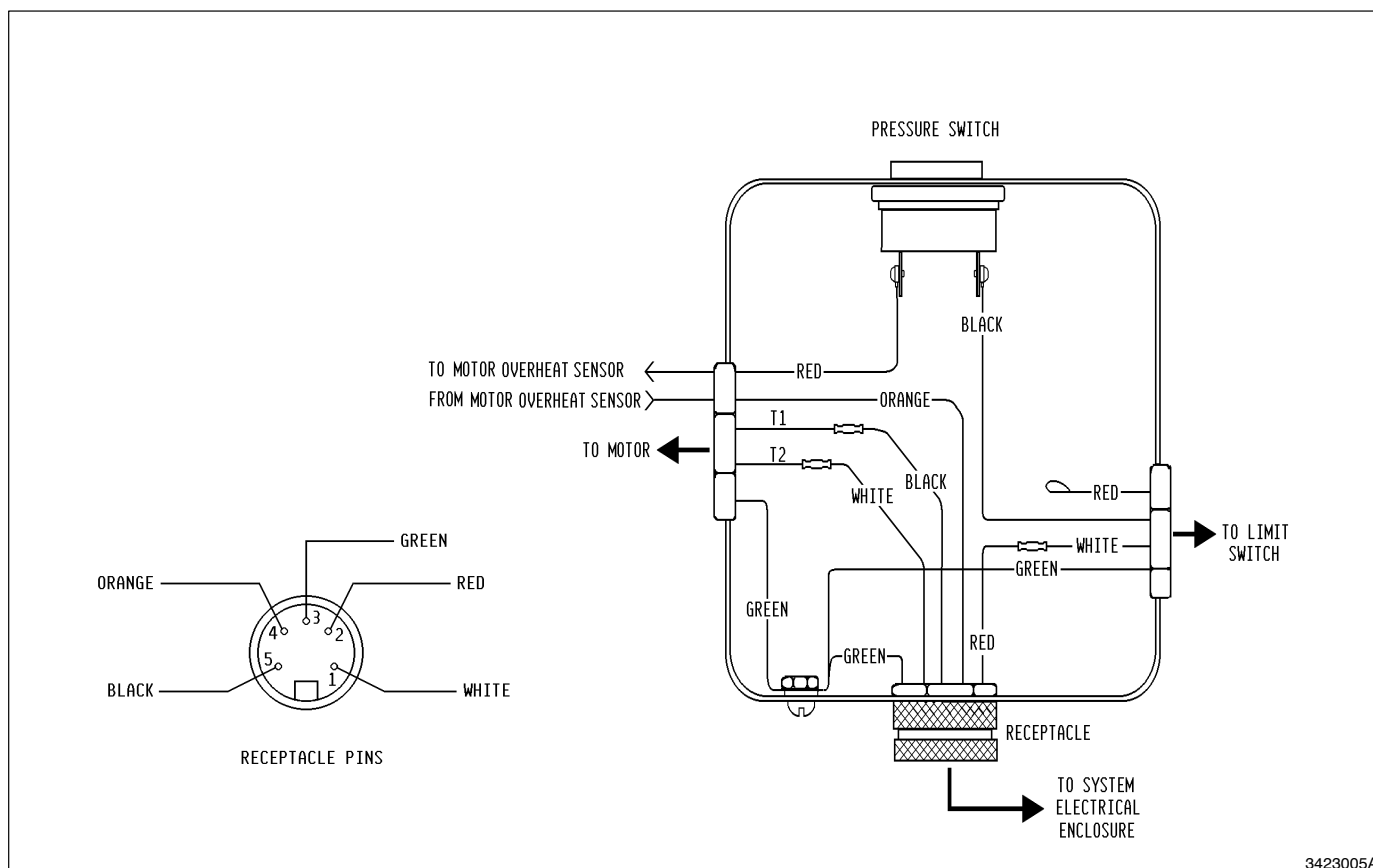 PRESSURE SWITCH
BLACK
TO MOTOR OVERHEAT SENSOR
RED
FROM MOTOR OVERHEAT SENSOR
ORANGE
T1
TO MOTOR
T2
BLACK
WHITE
RED
TO LIMIT
SWITCH
WHITE
GREEN
GREEN
RED
GREEN
RECEPTACLE
TO SYSTEM
ELECTRICAL
ENCLOSURE
GREEN
ORANGE
RED
3
4
2
5
1
BLACK
WHITE
RECEPTACLE PINS
3423005A